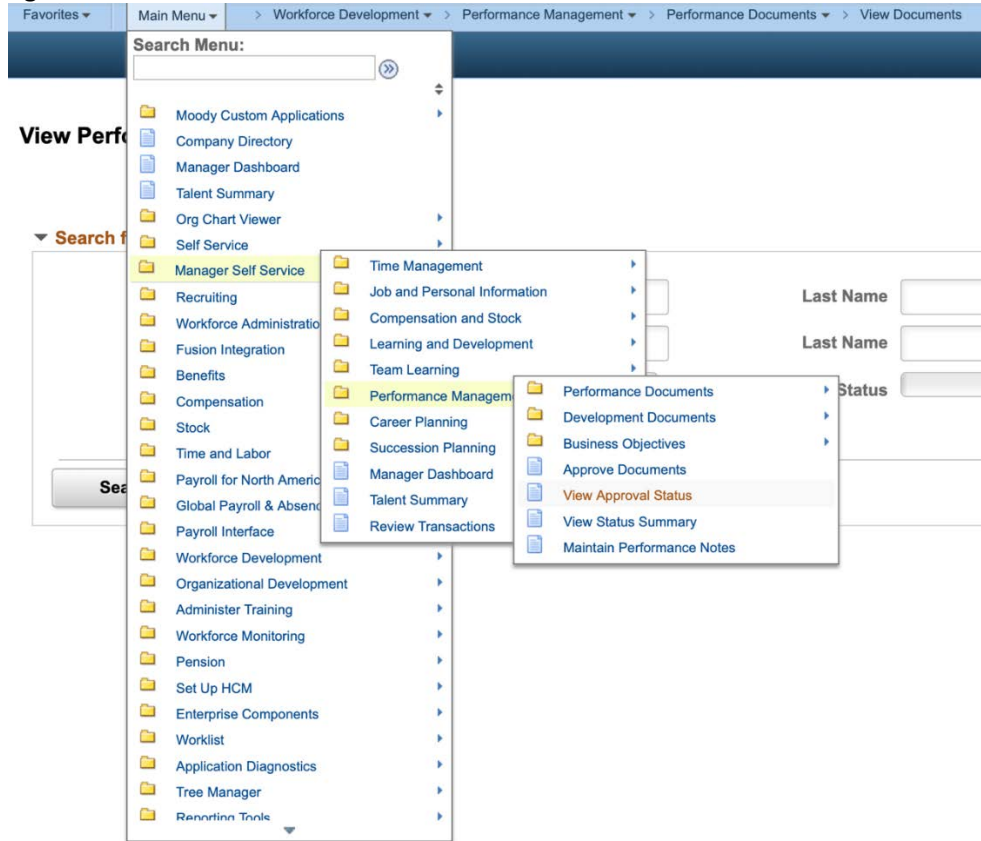 Favorites Main Menu > Workforce Development > Performance Management > Performance Documents > View Documents
Search Menu:
View Perfo
Search f
Moody Custom Applications
Company Directory
Manager Dashboard
Talent Summary
Org Chart Viewer
Self Service
Manager Self Service
Recruiting
Workforce Administratio
Fusion Integration
Benefits
Compensation
Stock
Time and Labor
Payroll for North Americ
Global Payroll & Absenc
Payroll Interface
Workforce Development
Organizational Development
Administer Training
Workforce Monitoring
Pension
Set Up HCM
Enterprise Components
Worklist
Application Diagnostics
Tree Manager
Reporting Tools
Time Management
Job and Personal Information
Compensation and Stock
Learning and Development
Team Learning
Performance Managem
Career Planning
Succession Planning
Manager Dashboard
Talent Summary
Review Transactions
Performance Documents
Development Documents
Business Objectives
Approve Documents
View Approval Status
View Status Summary
Maintain Performance Notes
Last Name
Last Name
Status
Sea